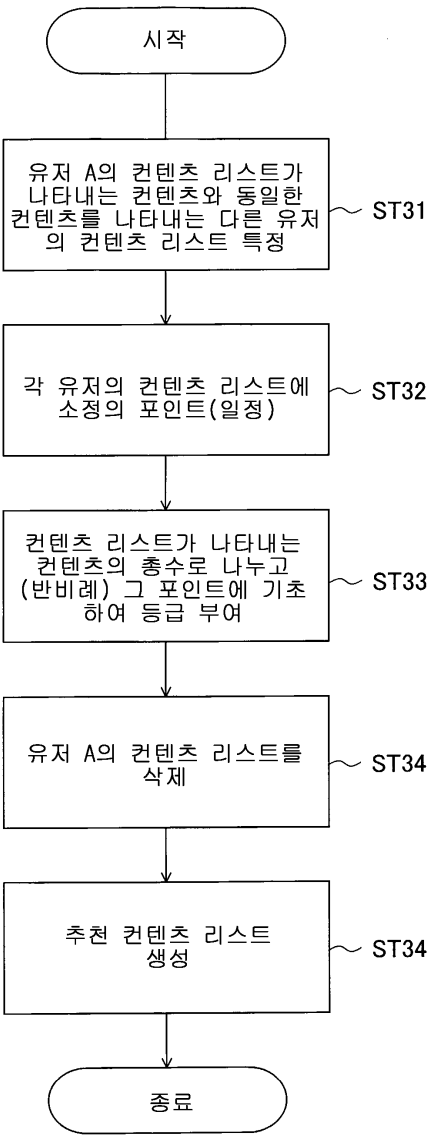 시작
유저 A의 컨텐츠 리스트가
나타내는 컨텐츠와 동일한
컨텐츠를 나타내는 다른 유저
의 컨텐츠 리스트 특정
ST31
각 유저의 컨텐츠 리스트에
소정의 포인트(일정)
ST32
컨텐츠 리스트가 나타내는
컨텐츠의 총수로 나누고
(반비례) 그 포인트에 기초
하여 등급 부여
ST33
유저 A의 컨텐츠 리스트를
삭제
ST34
추천 컨텐츠 리스트
생성
ST34
종료